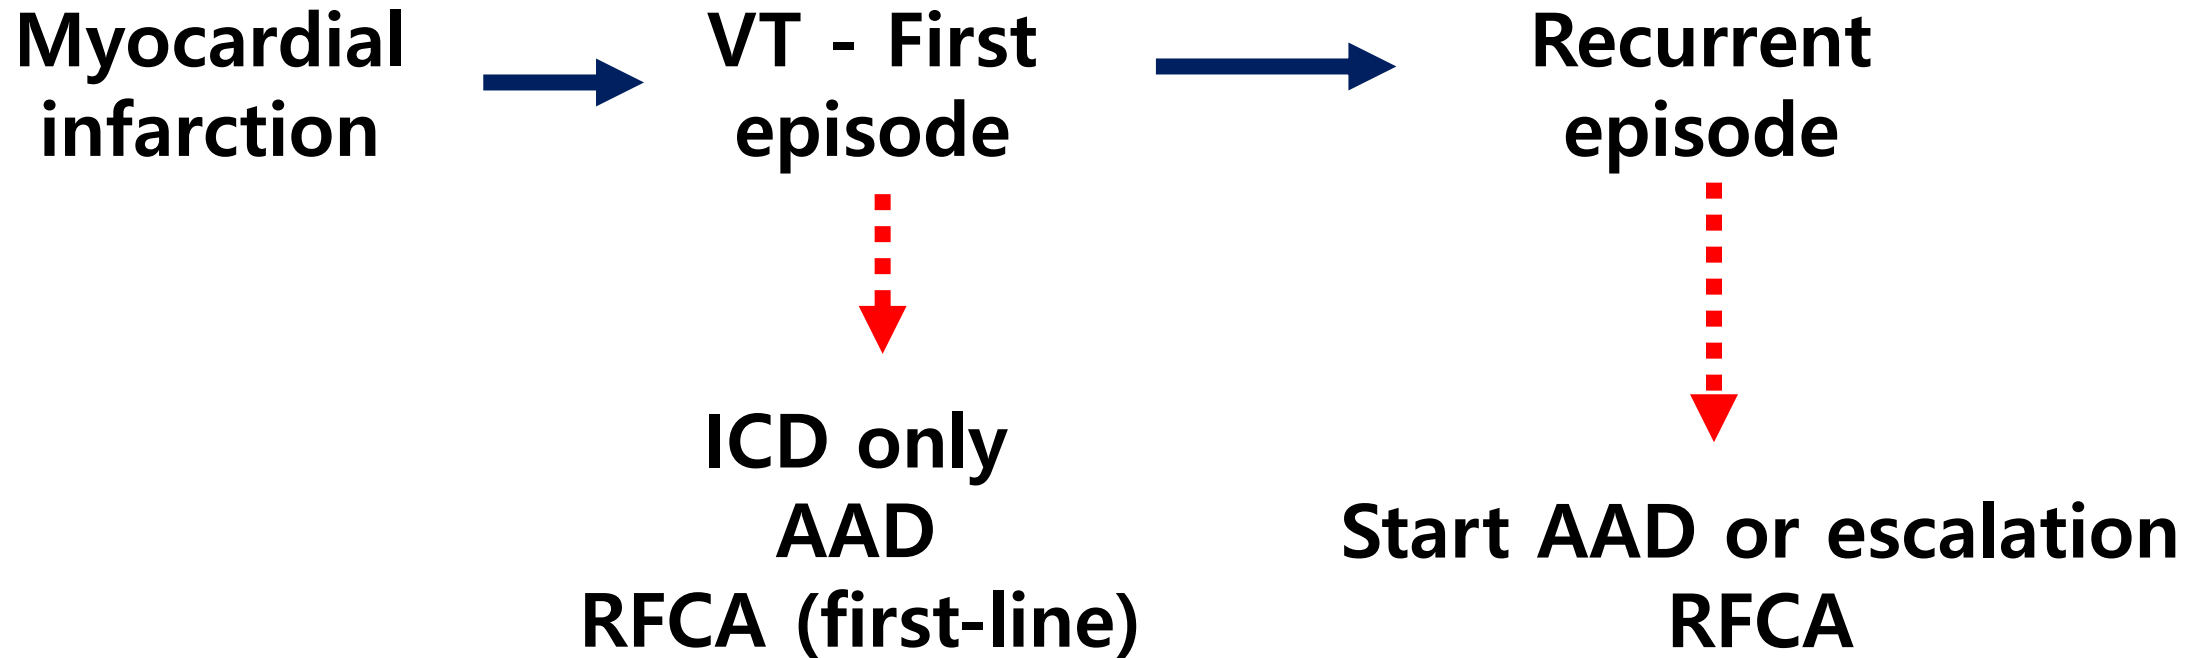 Myocardial
infarction
VT - First
episode
Recurrent
episode
ICD only
AAD
RFCA (first-line)
Start AAD or escalation
RFCA